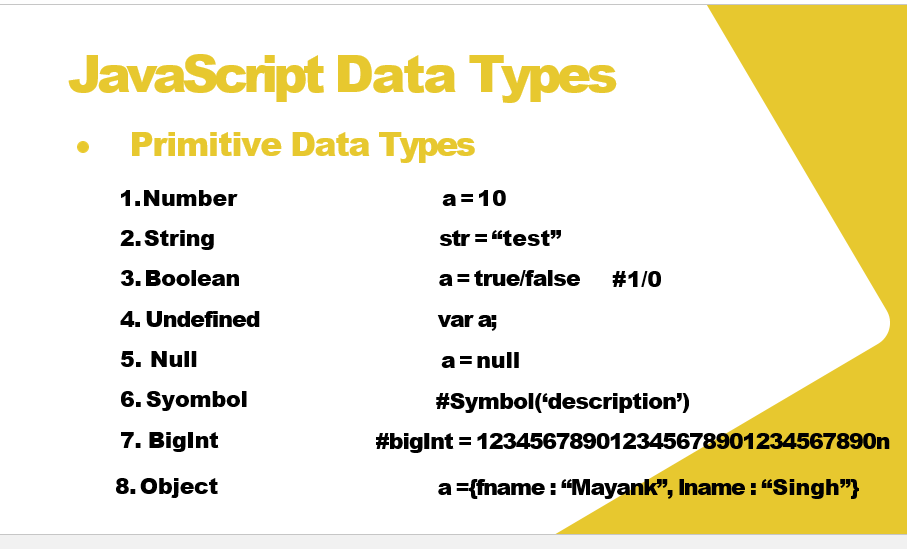 JavaScript Data Types
• Primitive Data Types
1. Number a = 10
2. String str = “test”
3. Boolean a = true/false #1/0
4. Undefined var a;
5. Null a = null
6. Syombol #Symbol(‘description’)
7. BigInt #bigInt = 123456789012345678901234567890n
8. Object a ={fname : “Mayank”, lname : “Singh”}